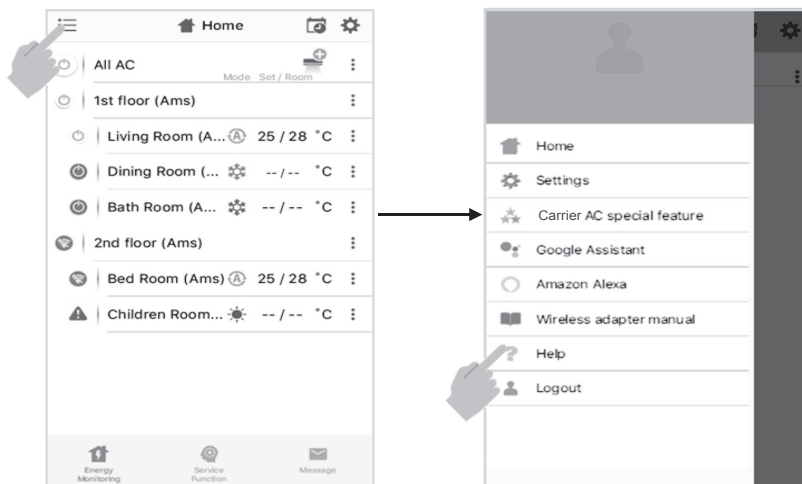 Home
All AC
Mode Set / Room
1st floor (Ams)
Living Room (A... A 25 / 28 °C
Dining Room (... -- / -- °C
Bath Room (A... -- / -- °C
2nd floor (Ams)
Bed Room (Ams) A 25 / 28 °C
Children Room... -- / -- °C
Energy
Monitoring
Service
Function
Message
Home
Settings
Carrier AC special feature
Google Assistant
Amazon Alexa
Wireless adapter manual
? Help
Logout